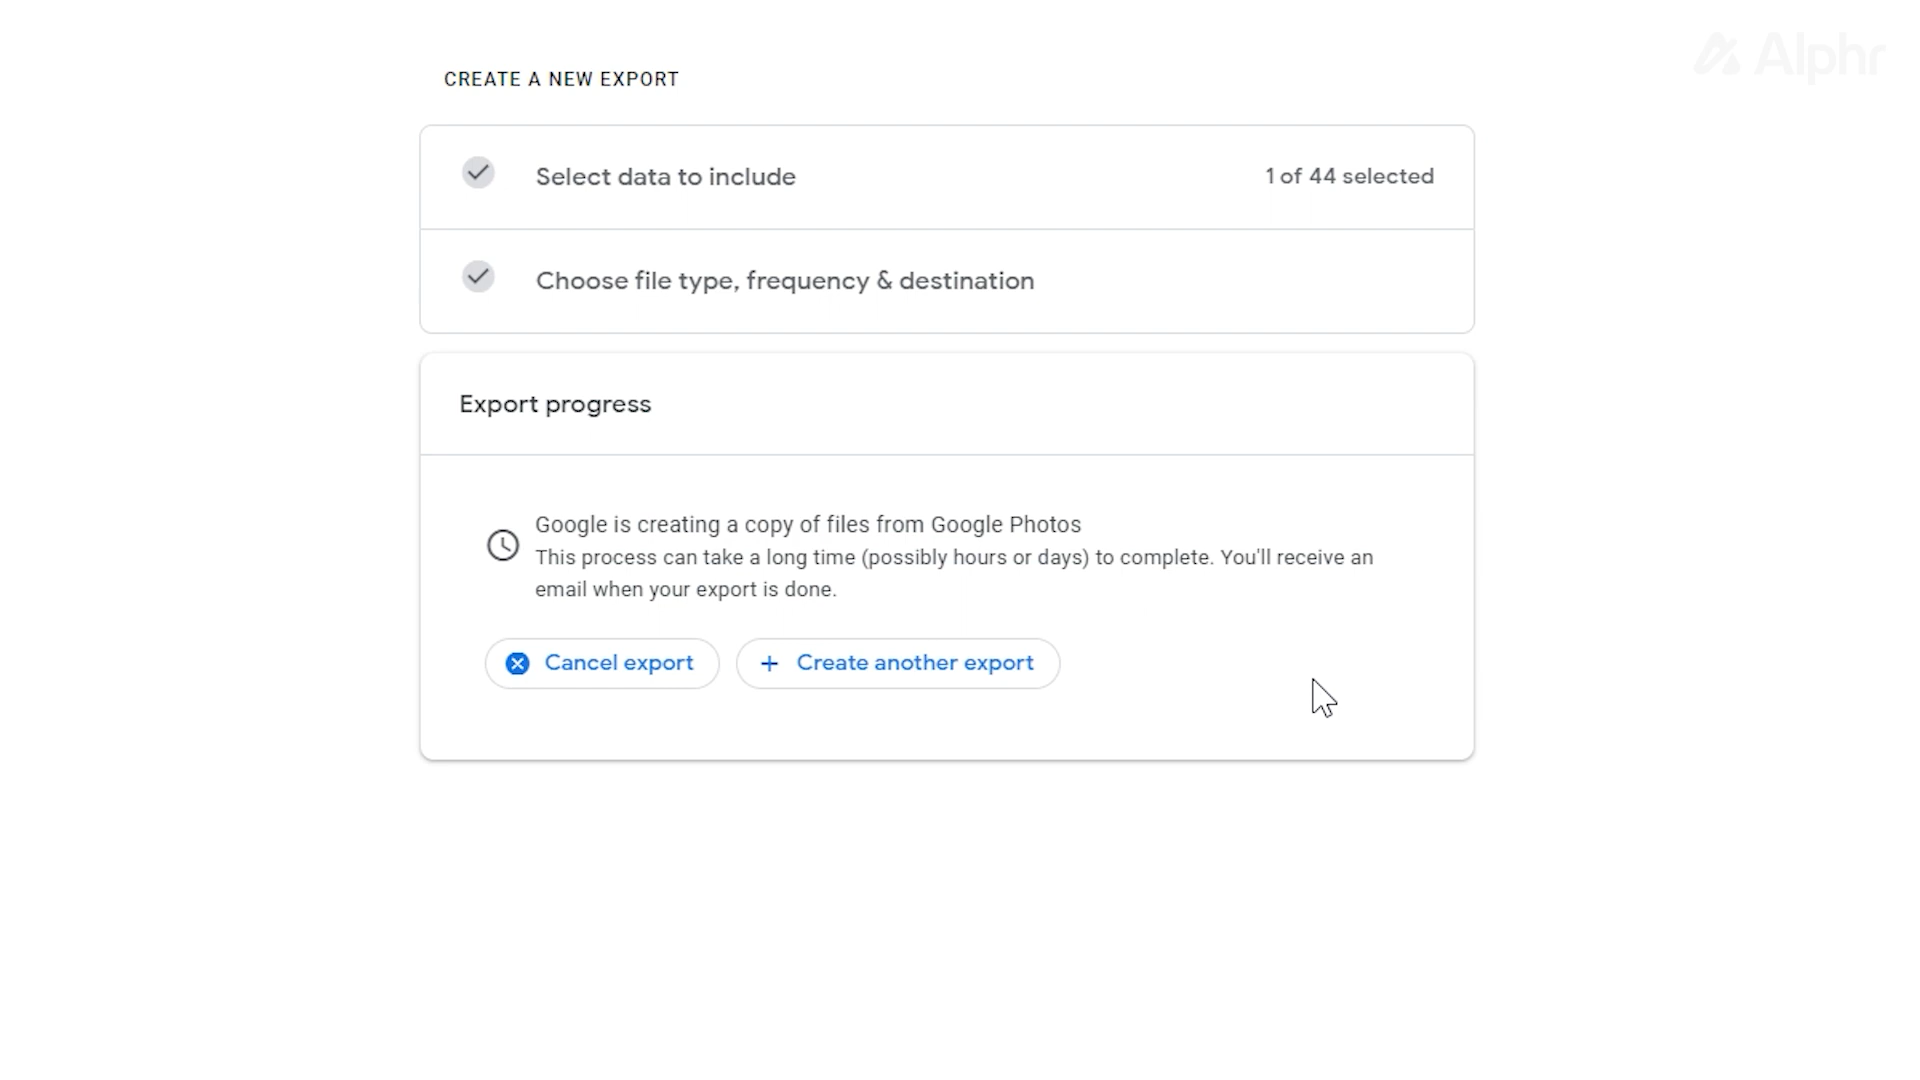 Alphr
CREATE A NEW EXPORT
Select data to include
1 of 44 selected
Choose file type, frequency & destination
Export progress
Google is creating a copy of files from Google Photos
This process can take a long time (possibly hours or days) to complete. You'll receive an
email when your export is done.
Cancel export
Create another export